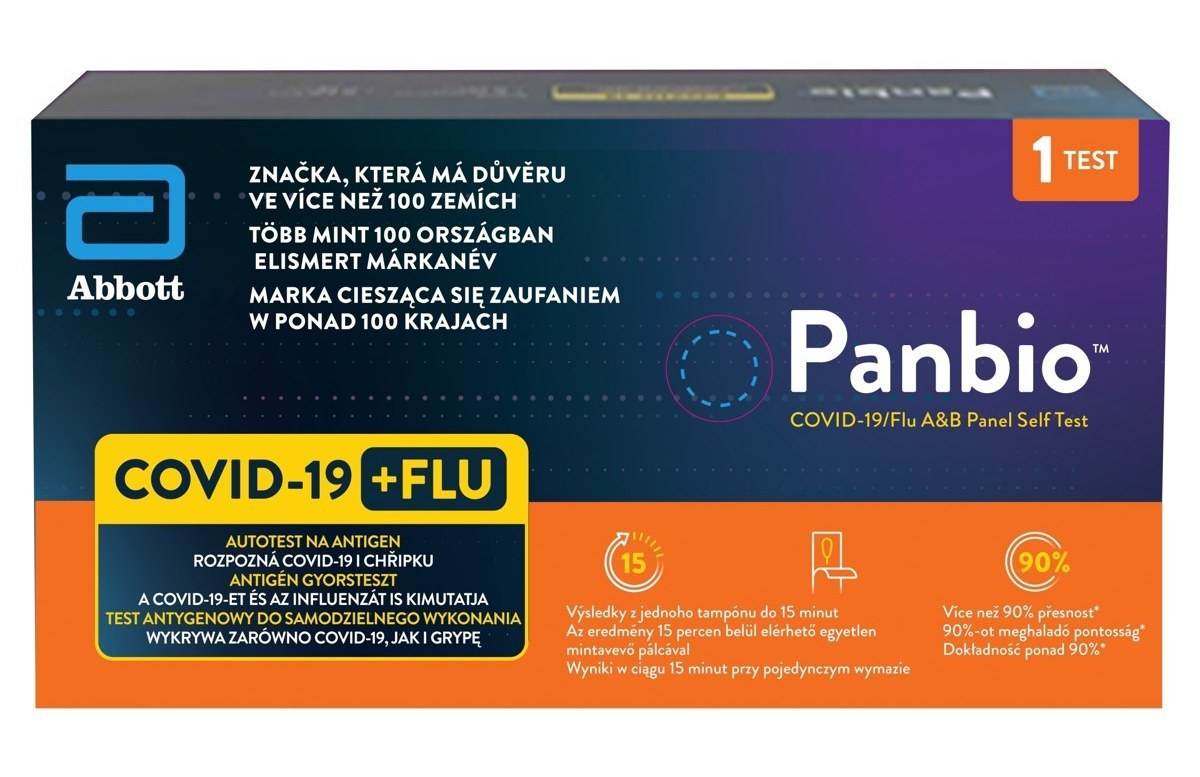 Abbott
ZNAČKA, KTERÁ MÁ DŮVĚRU
VE VÍCE NEŽ 100 ZEMÍCH
TÖBB MINT 100 ORSZÁGBAN
ELISMERT MÁRKANÉV
MARKA CIESZĄCA SIĘ ZAUFANIEM
W PONAD 100 KRAJACH
1 TEST
Panbio™
COVID-19/Flu A&B Panel Self Test
COVID-19 +FLU
AUTOTEST NA ANTIGEN
ROZPOZNÁ COVID-19 I CHŘIPKU
ANTIGÉN GYORSTESZT
A COVID-19-ET ÉS AZ INFLUENZÁT IS KIMUTATJA
TEST ANTYGENOWY DO SAMODZIELNEGO WYKONANIA
WYKRYWA ZARÓWNO COVID-19, JAK I GRYPĘ
15
Výsledky z jednoho tampónu do 15 minut
Az eredmény 15 percen belül elérhető egyetlen
mintavevő pálcával
Wyniki w ciągu 15 minut przy pojedynczym wymazie
90%
Více než 90% přesnost*
90%-ot meghaladó pontosság*
Dokładność ponad 90%*